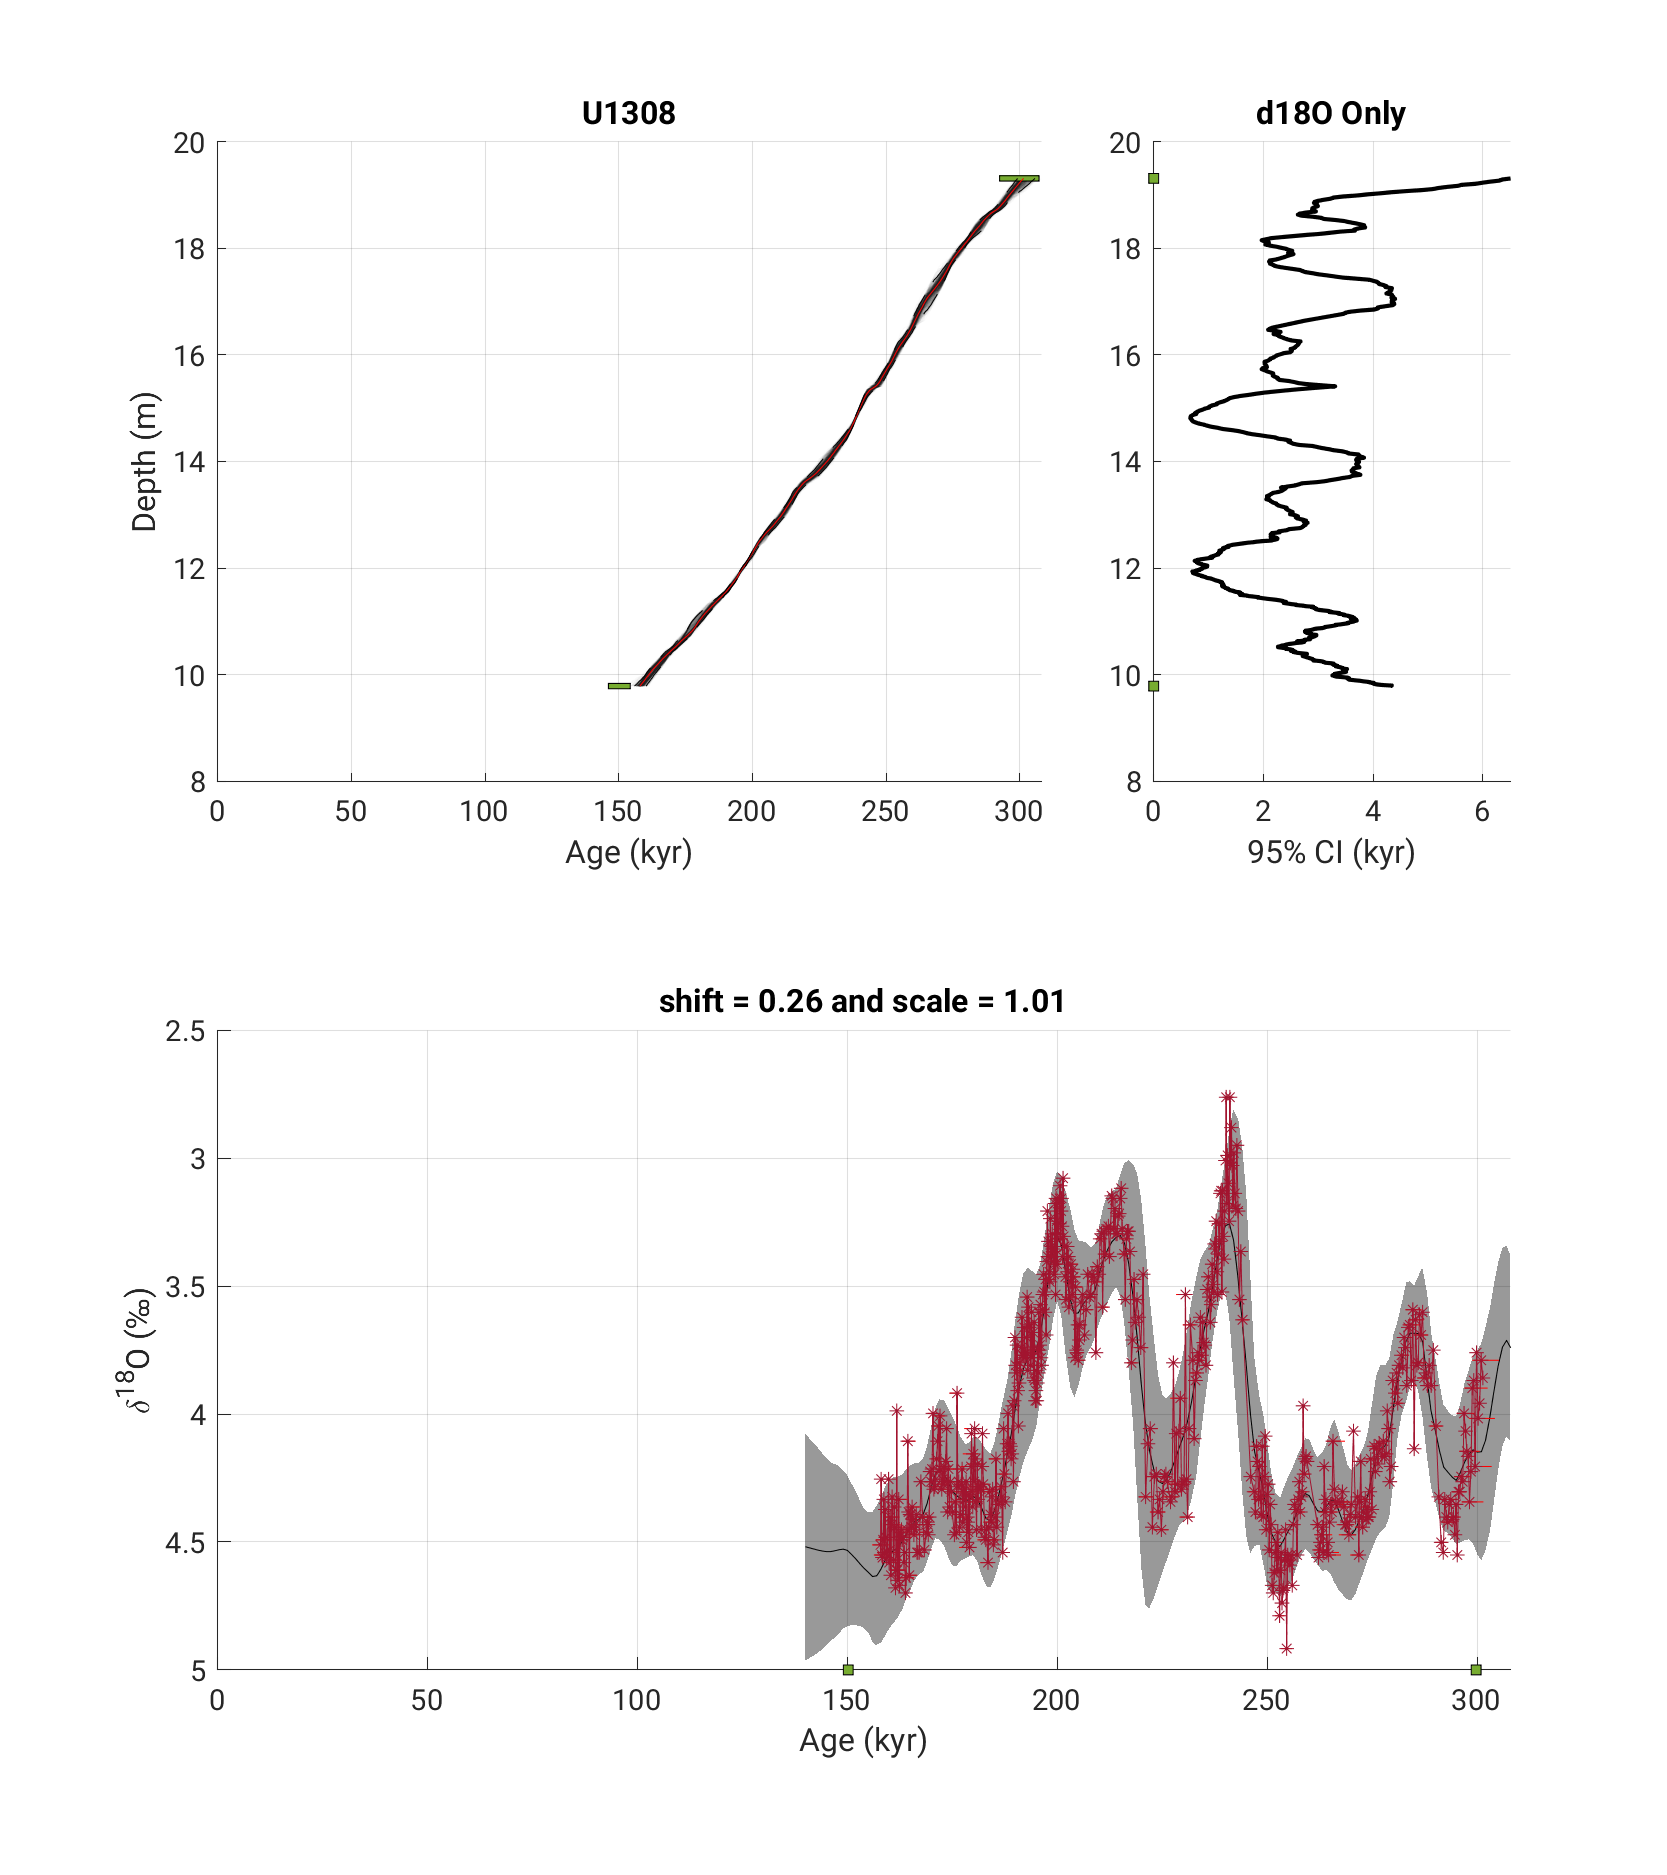 U1308
d18O Only
20
18
16
14
12
10
8
Depth (m)
0 50 100 150 200 250 300
Age (kyr)
20
18
16
14
12
10
8
0 2 4 6
95% CI (kyr)
shift = 0.26 and scale = 1.01
2.5
3
3.5
4
4.5
5
δ¹⁸O (‰)
0 50 100 150 200 250 300
Age (kyr)